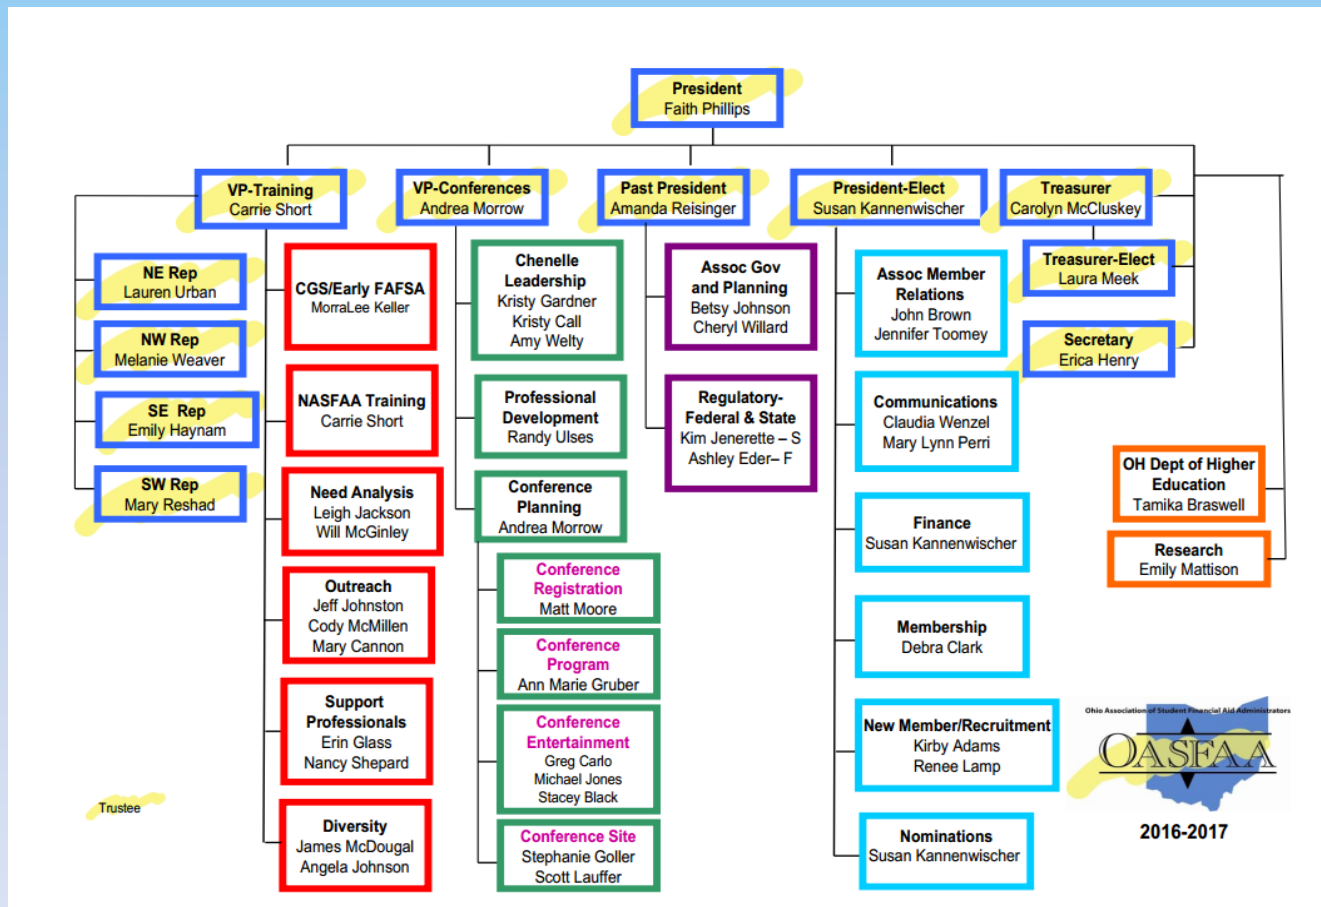 President
Faith Phillips
VP-Training
Carrie Short
VP-Conferences
Andrea Morrow
Past President
Amanda Reisinger
President-Elect
Susan Kannenwischer
Treasurer
Carolyn McCluskey
NE Rep
Lauren Urban
NW Rep
Melanie Weaver
SE Rep
Emily Haynam
SW Rep
Mary Reshad
CGS/Early FAFSA
MorraLee Keller
NASFAA Training
Carrie Short
Need Analysis
Leigh Jackson
Will McGinley
Outreach
Jeff Johnston
Cody McMillen
Mary Cannon
Support
Professionals
Erin Glass
Nancy Shepard
Diversity
James McDougal
Angela Johnson
Chenelle
Leadership
Kristy Gardner
Kristy Call
Amy Welty
Professional
Development
Randy Ulses
Conference
Planning
Andrea Morrow
Conference
Registration
Matt Moore
Conference
Program
Ann Marie Gruber
Conference
Entertainment
Greg Carlo
Michael Jones
Stacey Black
Conference Site
Stephanie Goller
Scott Lauffer
Assoc Gov
and Planning
Betsy Johnson
Cheryl Willard
Regulatory-
Federal & State
Kim Jenerette – S
Ashley Eder– F
Assoc Member
Relations
John Brown
Jennifer Toomey
Communications
Claudia Wenzel
Mary Lynn Perri
Finance
Susan Kannenwischer
Membership
Debra Clark
New Member/Recruitment
Kirby Adams
Renee Lamp
Nominations
Susan Kannenwischer
Treasurer-Elect
Laura Meek
Secretary
Erica Henry
OH Dept of Higher
Education
Tamika Braswell
Research
Emily Mattison
Trustee
Ohio Association of Student Financial Aid Administrators
OASFAA
2016-2017